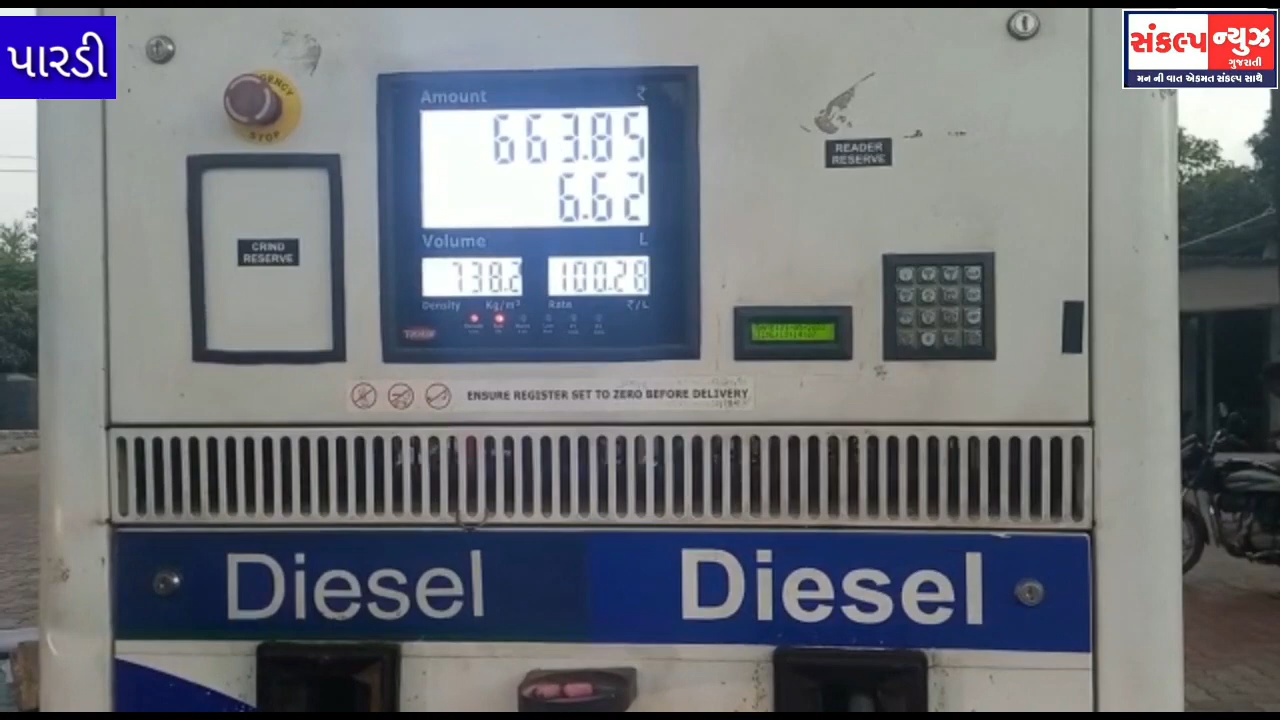 પારડી
સંકલ્પ ન્યુઝ
ગુજરાતી
મન ની વાત એકમત સંકલ્પ સાથે
GENCY
STOP
Amount ₹
663.85
6.62
Volume L
738.2 100.28
Density Kg/m³ Rate ₹/L
CRIND
RESERVE
READER
RESERVE
ENSURE REGISTER SET TO ZERO BEFORE DELIVERY
Diesel Diesel